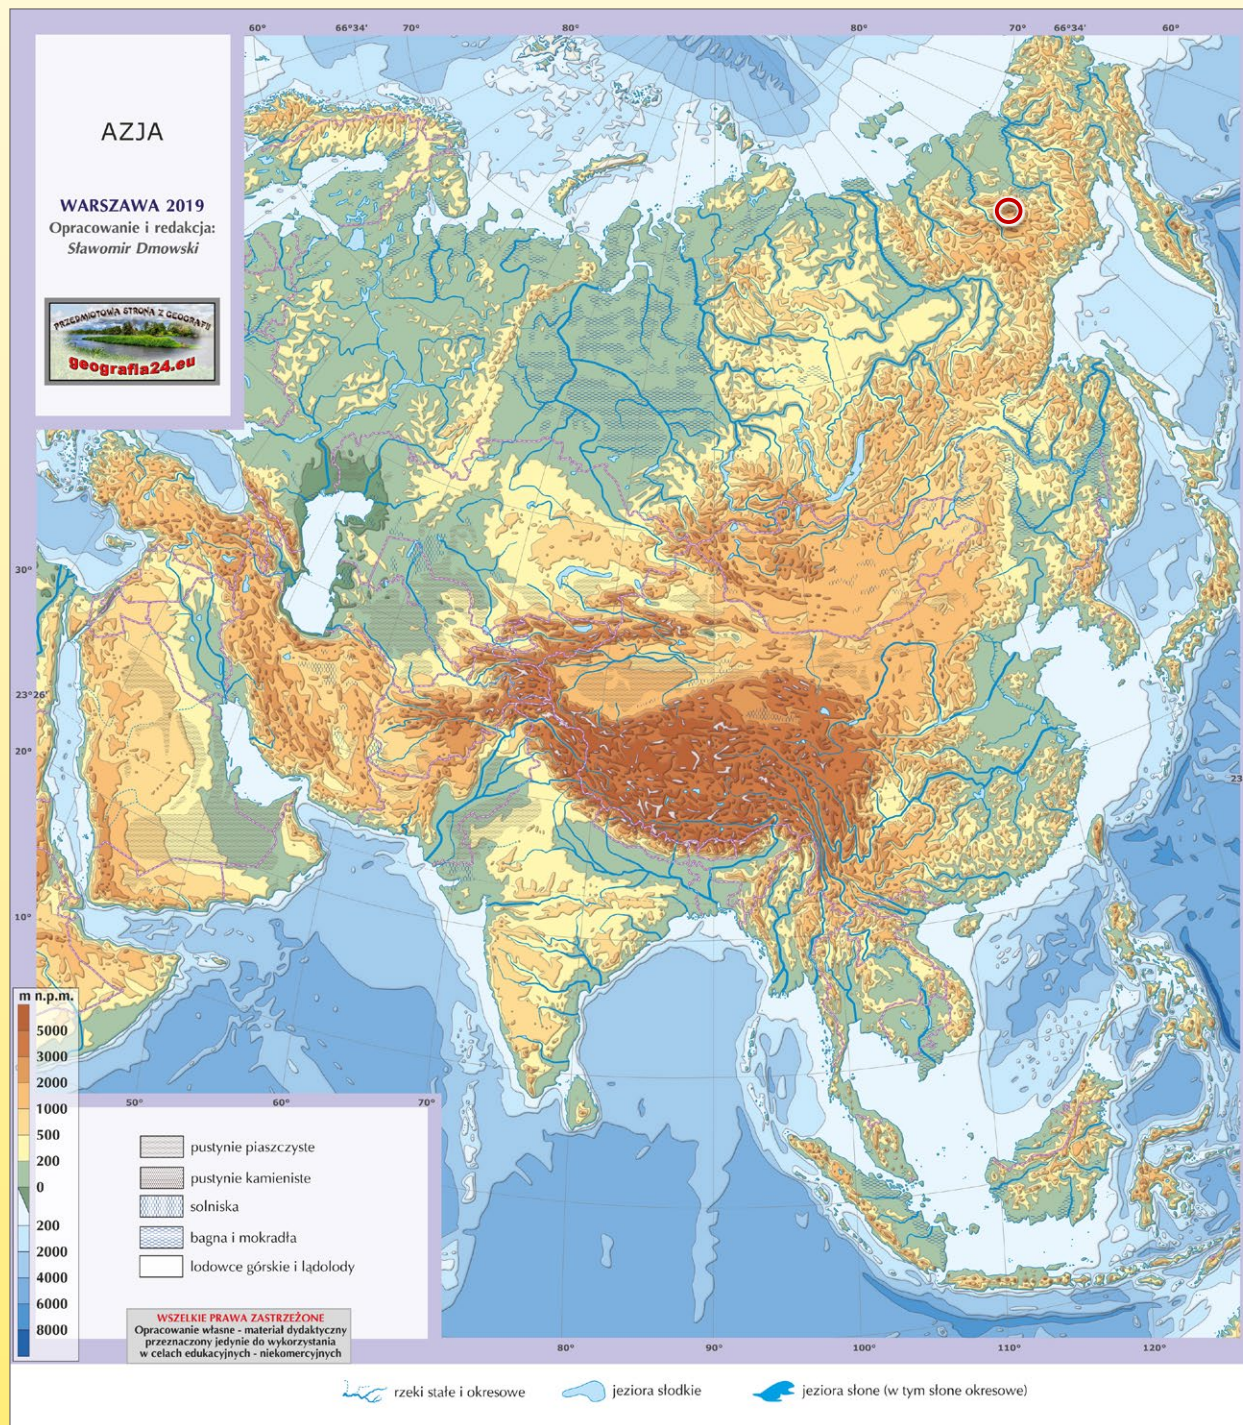 60° 66°34' 70° 80° 80° 70° 66°34' 60°
AZJA
WARSZAWA 2019
Opracowanie i redakcja:
Sławomir Dmowski
PRZEDMIOTOWA STRONA Z GEOGRAFII
geografia24.eu
30°
23°26'
20°
23
10°
m n.p.m.
5000
3000
2000
1000
500
200
0
200
2000
4000
6000
8000
50° 60° 70°
pustynie piaszczyste
pustynie kamieniste
solniska
bagna i mokradła
lodowce górskie i lądolody
WSZELKIE PRAWA ZASTRZEŻONE
Opracowanie własne - materiał dydaktyczny
przeznaczony jedynie do wykorzystania
w celach edukacyjnych - niekomercyjnych
80° 90° 100° 110° 120°
rzeki stałe i okresowe
jeziora słodkie
jeziora słone (w tym słone okresowe)